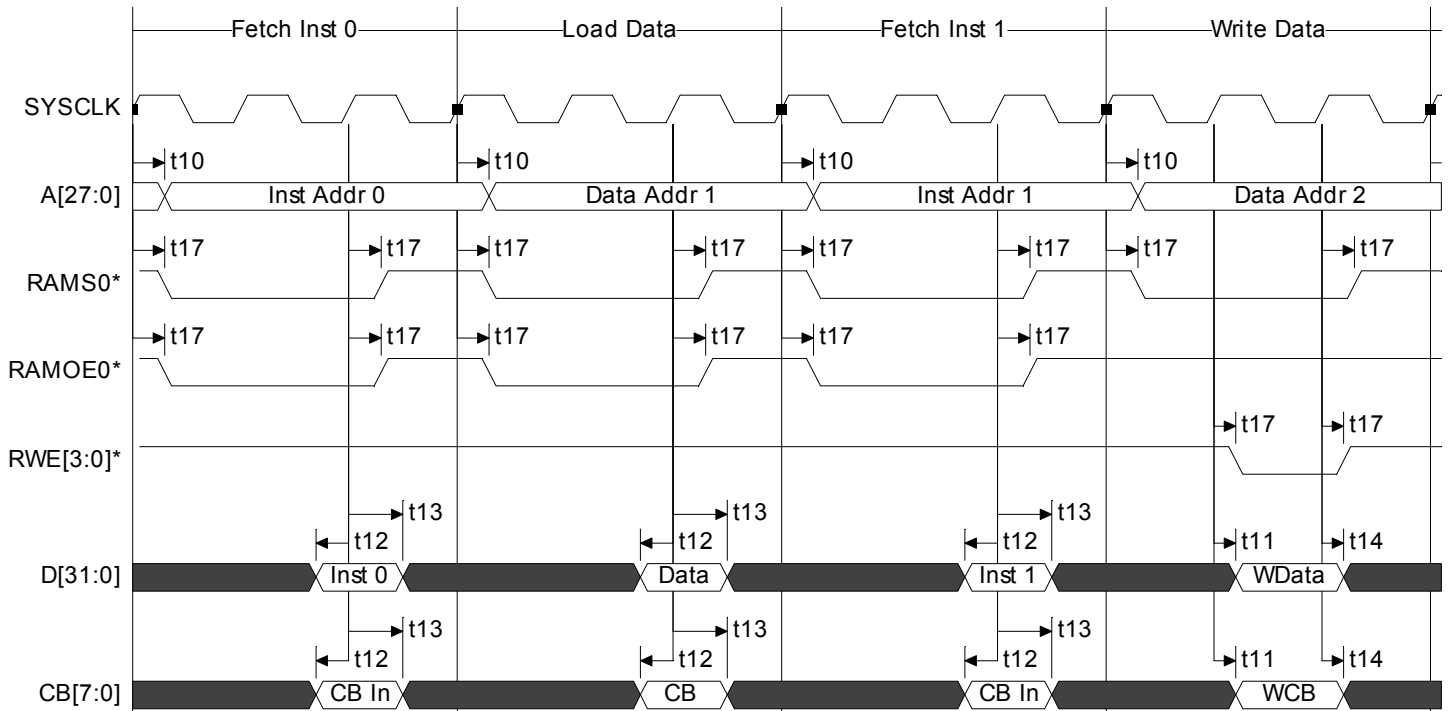 Fetch Inst 0 Load Data Fetch Inst 1 Write Data
SYSCLK
t10 t10 t10 t10
A[27:0] Inst Addr 0 Data Addr 1 Inst Addr 1 Data Addr 2
t17 t17 t17 t17 t17 t17 t17 t17
RAMS0*
t17 t17 t17 t17 t17 t17
RAMOE0*
t17 t17
RWE[3:0]*
t13 t13 t13
t12 t12 t12 t11 t14
D[31:0] Inst 0 Data Inst 1 WData
t13 t13 t13
t12 t12 t12 t11 t14
CB[7:0] CB In CB CB In WCB